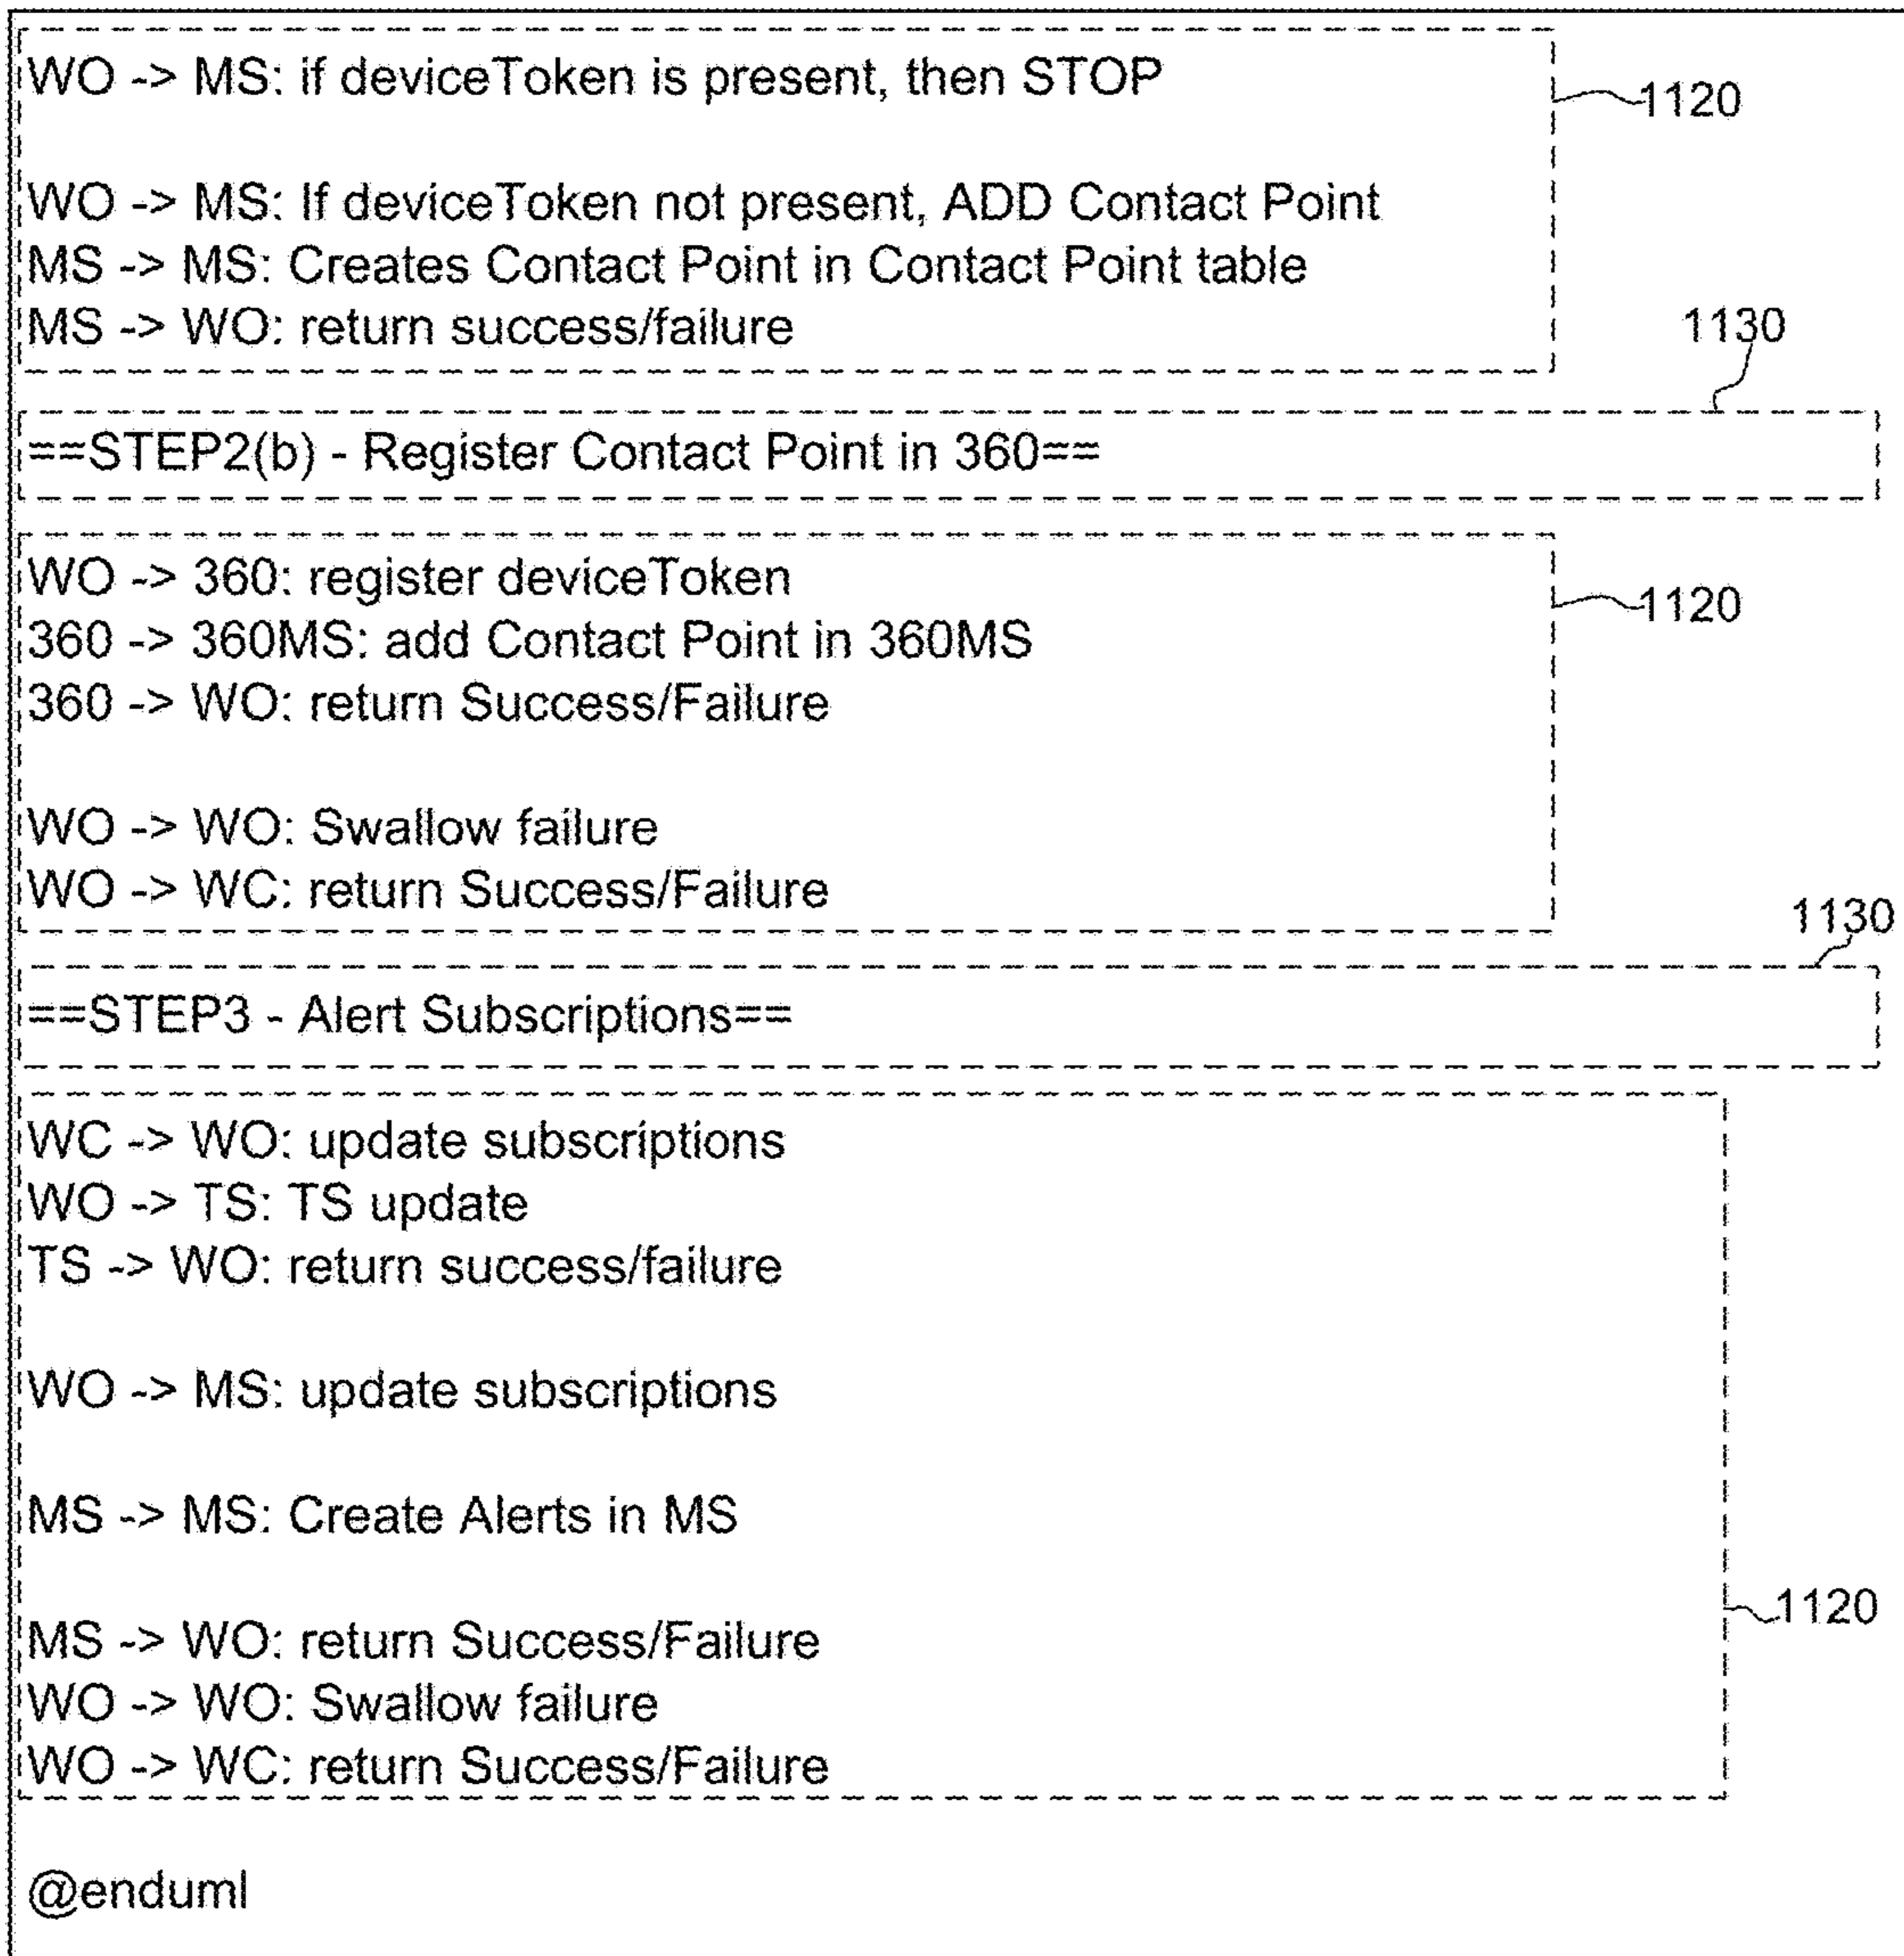 WO -> MS: if deviceToken is present, then STOP
1120
WO -> MS: If deviceToken not present, ADD Contact Point
MS -> MS: Creates Contact Point in Contact Point table
MS -> WO: return success/failure
1130
==STEP2(b) - Register Contact Point in 360==
WO -> 360: register deviceToken
1120
360 -> 360MS: add Contact Point in 360MS
360 -> WO: return Success/Failure
WO -> WO: Swallow failure
WO -> WC: return Success/Failure
1130
==STEP3 - Alert Subscriptions==
WC -> WO: update subscriptions
WO -> TS: TS update
TS -> WO: return success/failure
WO -> MS: update subscriptions
MS -> MS: Create Alerts in MS
1120
MS -> WO: return Success/Failure
WO -> WO: Swallow failure
WO -> WC: return Success/Failure
@enduml